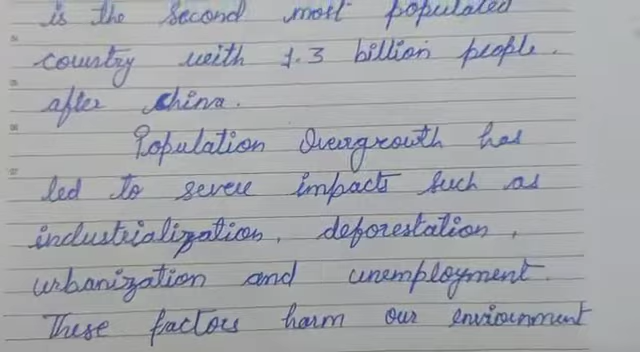 is the second most populated
country with 1.3 billion people.
after China.
Population Overgrowth has
led to severe impacts such as
industrialization, deforestation,
urbanization and unemployment.
These factors harm our environment